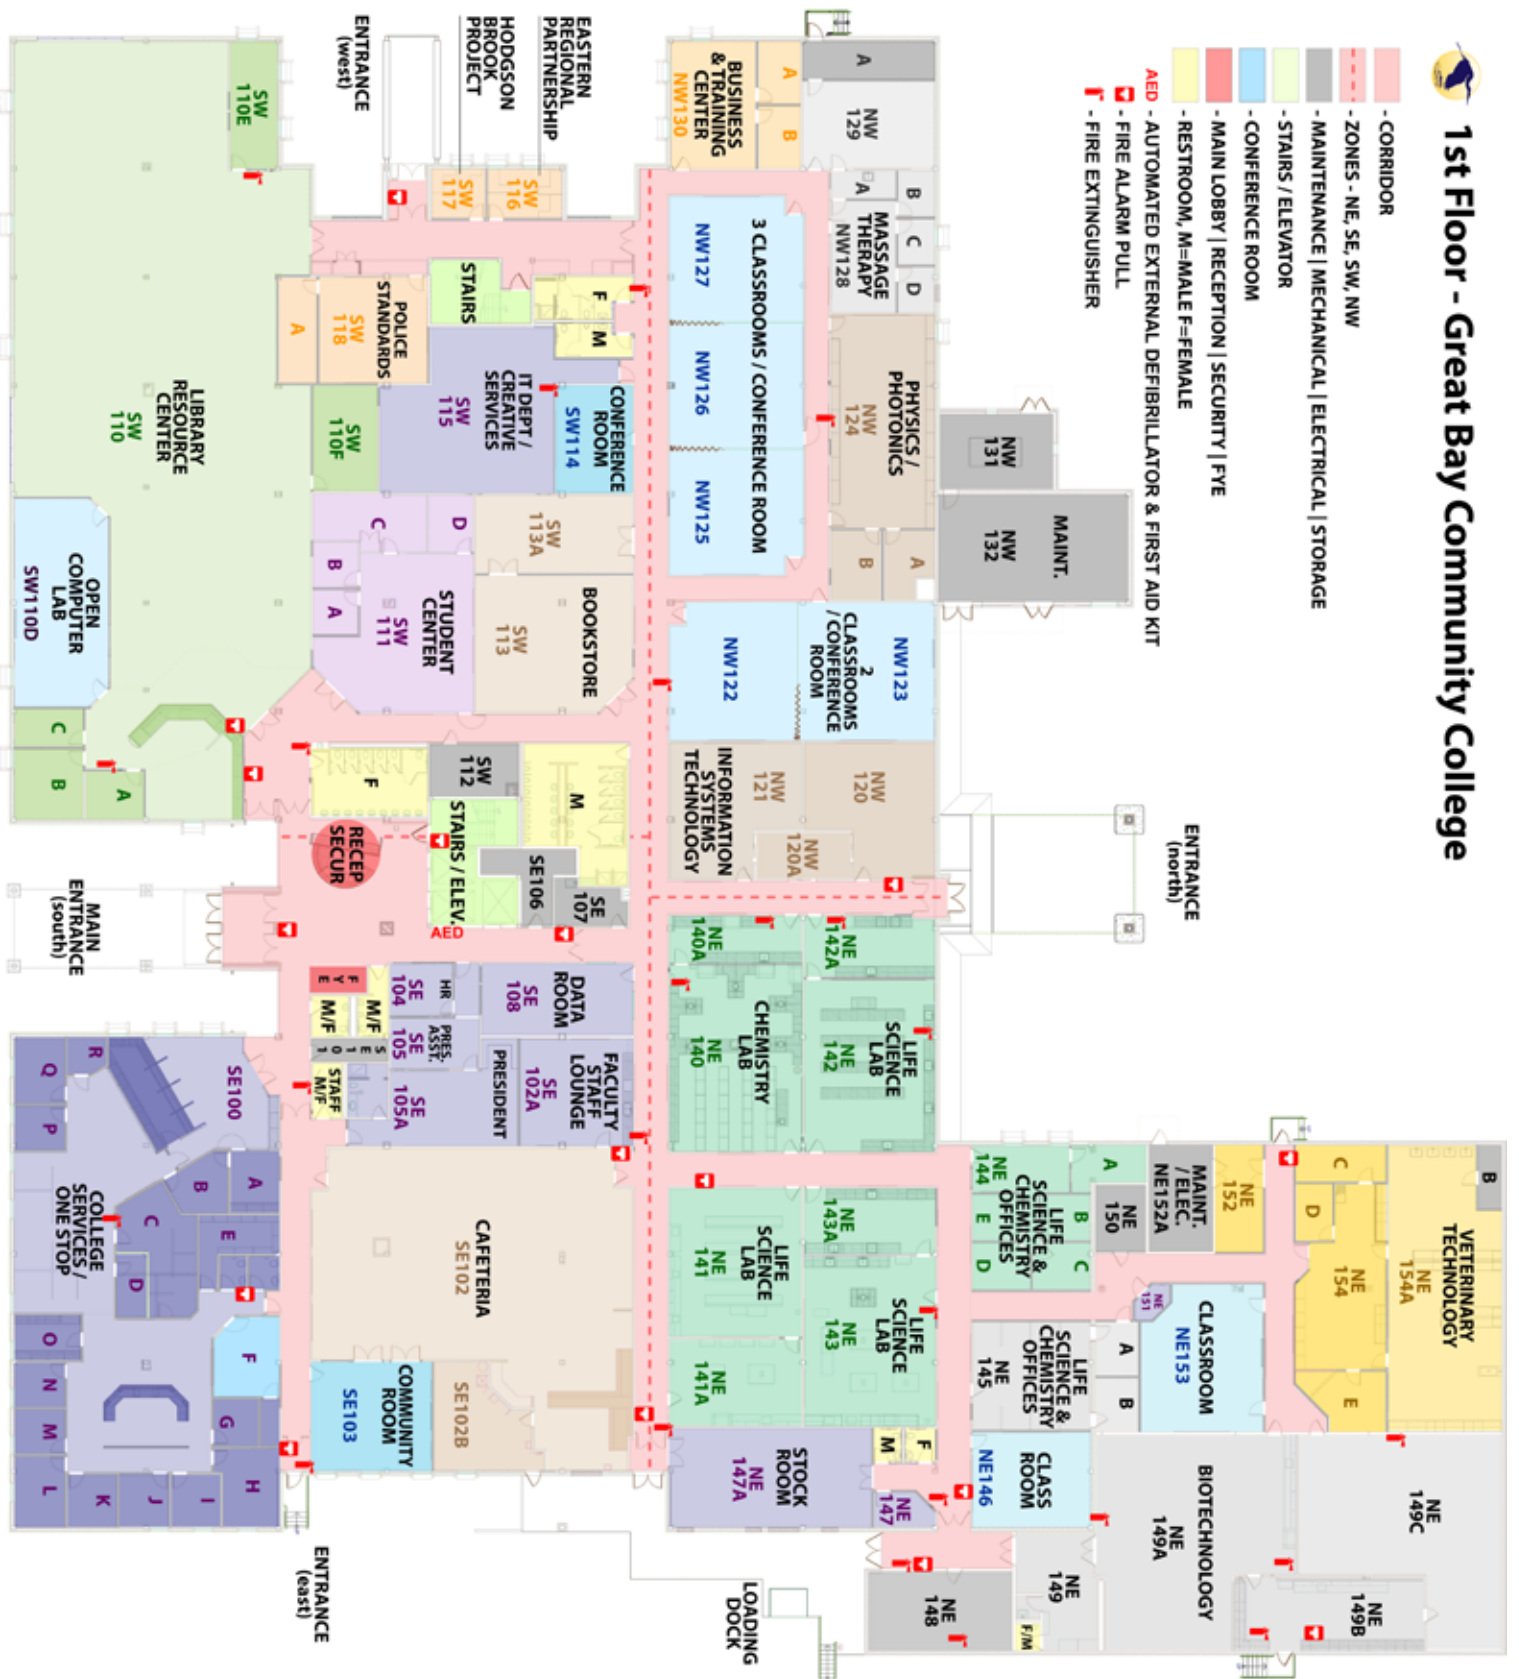 1st Floor - Great Bay Community College
- CORRIDOR
- ZONES - NE, SE, SW, NW
- MAINTENANCE | MECHANICAL | ELECTRICAL | STORAGE
- STAIRS / ELEVATOR
- CONFERENCE ROOM
- MAIN LOBBY | RECEPTION | SECURITY | FYE
- RESTROOM, M=MALE F=FEMALE
AED - AUTOMATED EXTERNAL DEFIBRILLATOR & FIRST AID KIT
- FIRE ALARM PULL
- FIRE EXTINGUISHER
ENTRANCE
(north)
VETERINARY
TECHNOLOGY
NE
154A
B
C
D
NE
154
E
NE
152
MAINT.
/ ELEC.
NE152A
NE
150
NE
151
CLASSROOM
NE153
A
B
NE
144
LIFE
SCIENCE &
CHEMISTRY
OFFICES
A
B
C
E
D
LIFE
SCIENCE &
CHEMISTRY
OFFICES
NE
145
CLASS
ROOM
NE146
BIOTECHNOLOGY
NE
149A
NE
149C
NE
149B
NE
149
F/M
NE
148
NE
147
STOCK
ROOM
NE
147A
F
M
MAINT.
NW
132
NW
131
A
NW
129
BUSINESS
& TRAINING
CENTER
NW130
A
B
MASSAGE
THERAPY
NW128
A
B
C
D
PHYSICS /
PHOTONICS
NW
124
B
A
3 CLASSROOMS / CONFERENCE ROOM
NW127
NW126
NW125
2
CLASSROOMS
/ CONFERENCE
ROOM
NW123
NW122
INFORMATION
SYSTEMS
TECHNOLOGY
NW
121
NW
120
NW
120A
NE
140A
NE
142A
CHEMISTRY
LAB
NE
140
LIFE
SCIENCE
LAB
NE
142
LIFE
SCIENCE
LAB
NE
141
NE
141A
NE
143A
LIFE
SCIENCE
LAB
NE
143
EASTERN
REGIONAL
PARTNERSHIP
HODGSON
BROOK
PROJECT
ENTRANCE
(west)
SW
116
SW
117
STAIRS
F
M
POLICE
STANDARDS
SW
118
A
IT DEPT /
CREATIVE
SERVICES
SW
115
CONFERENCE
ROOM
SW114
SW
110F
SW
110E
LIBRARY
RESOURCE
CENTER
SW
110
OPEN
COMPUTER
LAB
SW110D
C
B
A
SW
113A
BOOKSTORE
SW
113
STUDENT
CENTER
SW
111
C
D
B
A
F
SW
112
M
STAIRS / ELEV.
SE106
SE
107
RECEP
SECUR
AED
MAIN
ENTRANCE
(south)
FYE
M/F
M/F
SE
101
STAFF
M/F
HR
SE
104
PRES.
ASST.
SE
105
DATA
ROOM
SE
108
PRESIDENT
SE
105A
FACULTY
STAFF
LOUNGE
SE
102A
CAFETERIA
SE102
SE102B
COMMUNITY
ROOM
SE103
SE100
COLLEGE
SERVICES /
ONE STOP
R
Q
P
A
B
C
E
D
F
G
H
O
N
M
L
K
J
I
ENTRANCE
(east)
LOADING
DOCK